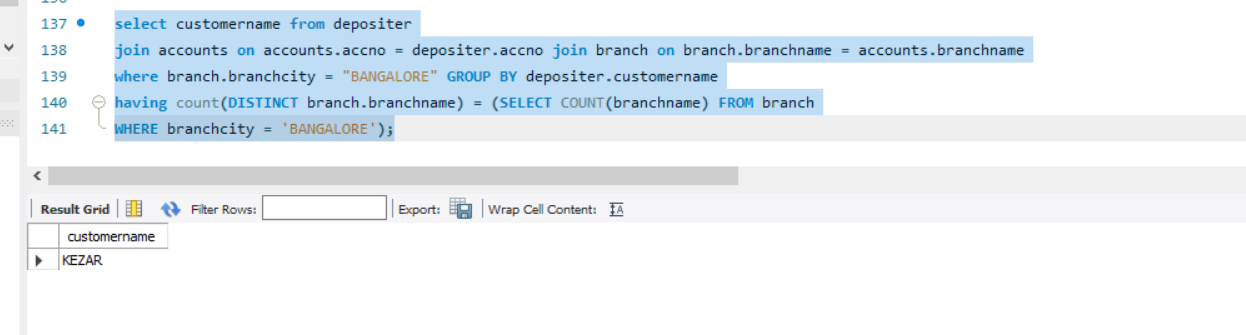 137 select customername from depositer
138 join accounts on accounts.accno = depositer.accno join branch on branch.branchname = accounts.branchname
139 where branch.branchcity = "BANGALORE" GROUP BY depositer.customername
140 having count(DISTINCT branch.branchname) = (SELECT COUNT(branchname) FROM branch
141 WHERE branchcity = 'BANGALORE');
Result Grid Filter Rows: Export: Wrap Cell Content: IA
customername
KEZAR